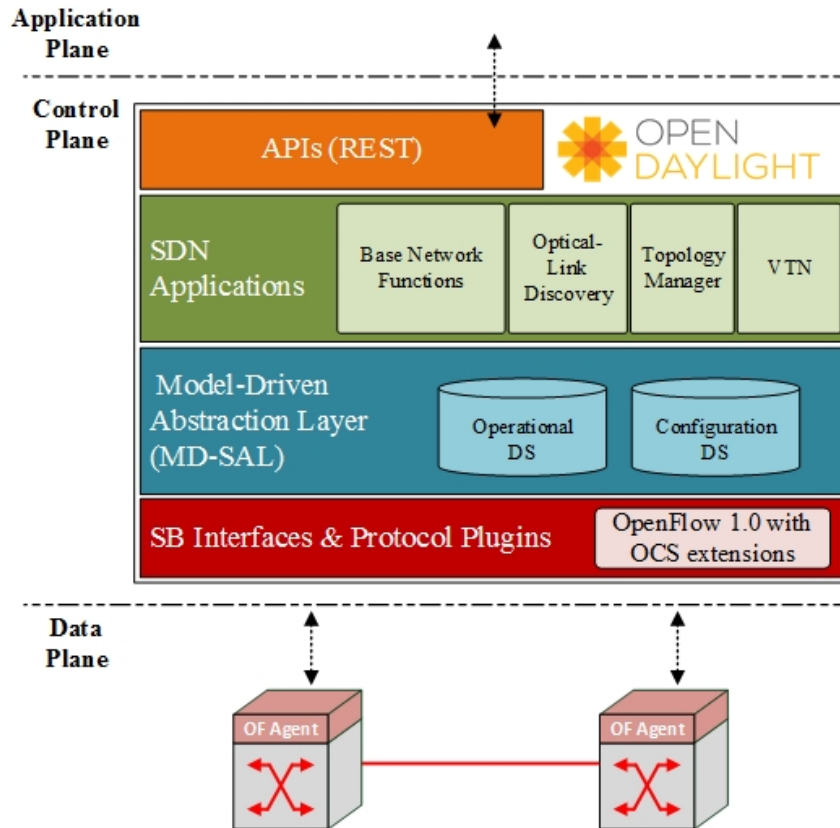 Application
Plane
Control
Plane
APIs (REST)
OPEN
DAYLIGHT
SDN
Applications
Base Network
Functions
Optical-
Link
Discovery
Topology
Manager
VTN
Model-Driven
Abstraction Layer
(MD-SAL)
Operational
DS
Configuration
DS
SB Interfaces & Protocol Plugins
OpenFlow 1.0 with
OCS extensions
Data
Plane
OF Agent
OF Agent